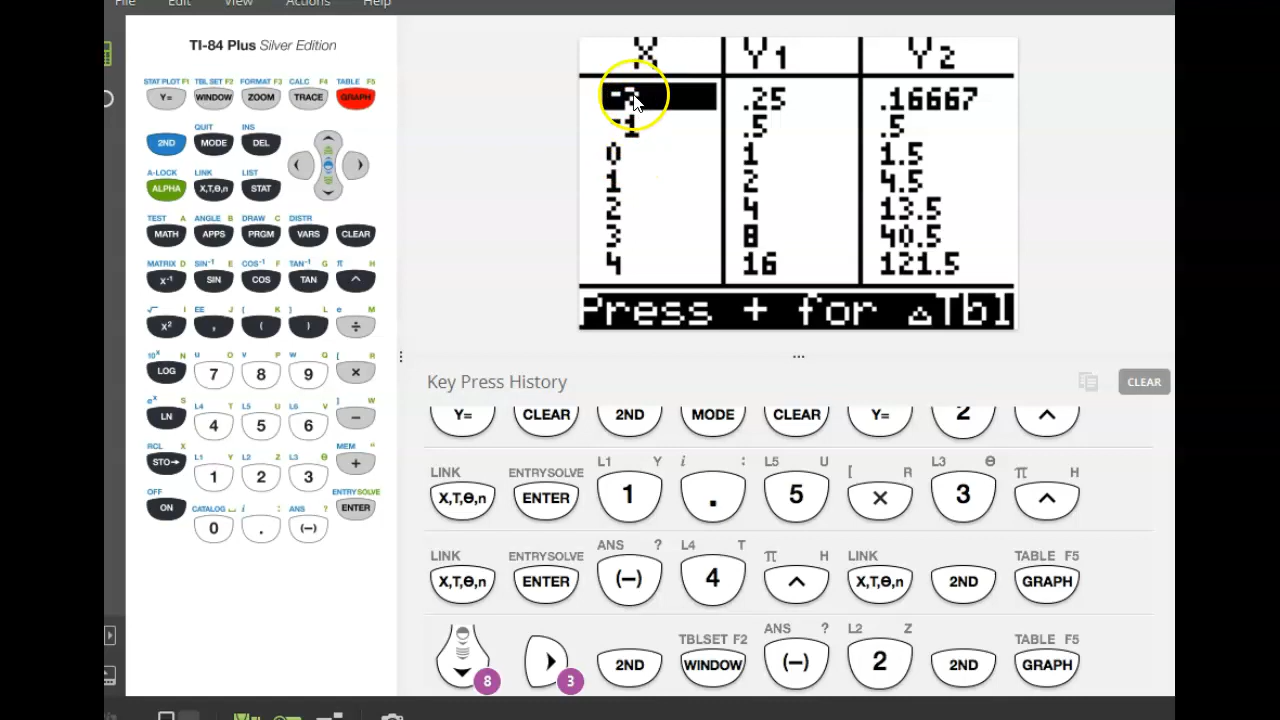 File Edit View Actions Help
TI-84 Plus Silver Edition
STAT PLOT F1 TBL SET F2 FORMAT F3 CALC F4 TABLE F5
Y= WINDOW ZOOM TRACE GRAPH
QUIT INS
2ND MODE DEL
A-LOCK LINK LIST
ALPHA X,T,θ,n STAT
TEST A ANGLE B DRAW C DISTR
MATH APPS PRGM VARS CLEAR
MATRIX D SIN⁻¹ E COS⁻¹ F TAN⁻¹ G π H
x⁻¹ SIN COS TAN ^
√‾ I EE J { K } L e M
x² , ( ) ÷
10ˣ N u O v P w Q [ R
LOG 7 8 9 ×
eˣ S L4 T L5 U L6 V ] W
LN 4 5 6 −
RCL X L1 Y L2 Z L3 θ MEM “
STO→ 1 2 3 +
OFF CATALOG ⎵ i : ANS ? ENTRY SOLVE
ON 0 . (−) ENTER
X Y1 Y2
-2 .25 .16667
-1 .5 .5
0 1 1.5
1 2 4.5
2 4 13.5
3 8 40.5
4 16 121.5
Press + for △Tbl
Key Press History
CLEAR
Y= CLEAR 2ND MODE CLEAR Y= 2 ^
LINK ENTRY SOLVE L1 Y i : L5 U [ R L3 θ π H
X,T,θ,n ENTER 1 . 5 × 3 ^
LINK ENTRY SOLVE ANS ? L4 T π H LINK TABLE F5
X,T,θ,n ENTER (−) 4 ^ X,T,θ,n 2ND GRAPH
TBLSET F2 ANS ? L2 Z TABLE F5
8 3 2ND WINDOW (−) 2 2ND GRAPH